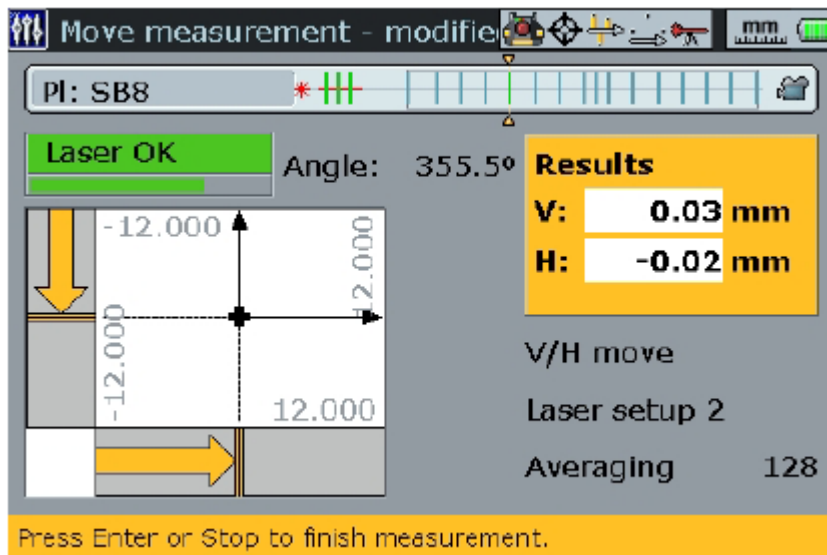 Move measurement - modifie
mm
Pl: SB8
Laser OK
Angle: 355.5º
Results
V: 0.03 mm
H: -0.02 mm
-12.000
12.000
-12.000
12.000
V/H move
Laser setup 2
Averaging 128
Press Enter or Stop to finish measurement.